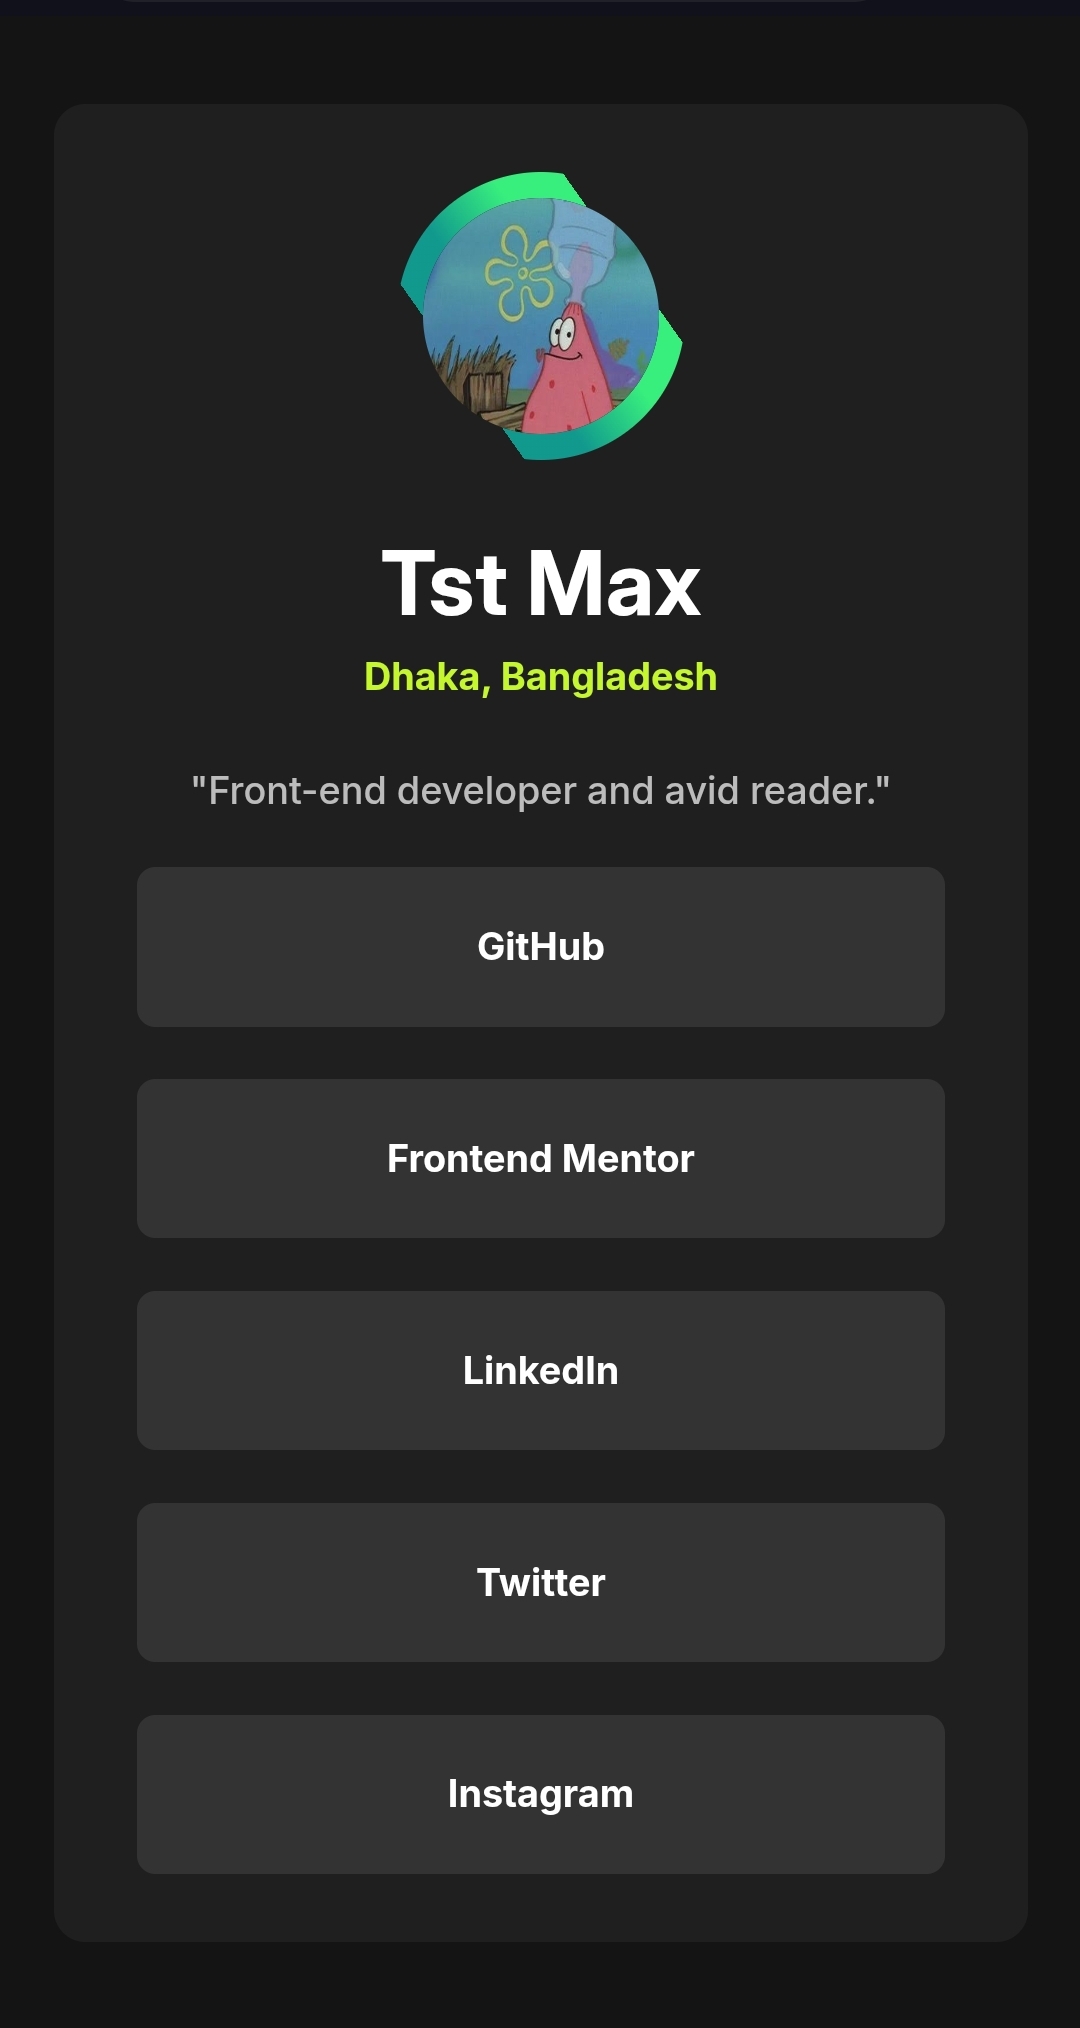 Tst Max
Dhaka, Bangladesh
"Front-end developer and avid reader."
GitHub
Frontend Mentor
LinkedIn
Twitter
Instagram